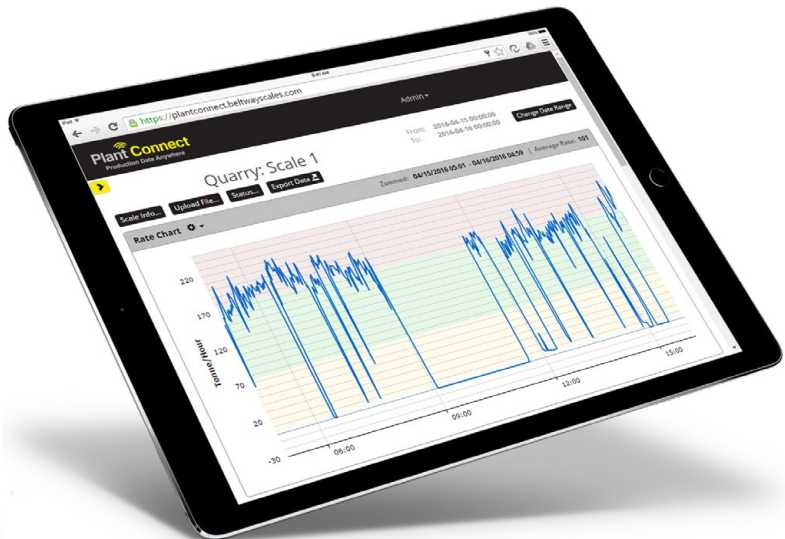 iPad
9:41 AM
100%
https://plantconnect.beltwayscales.com
Plant Connect
Production Data Anywhere
Admin
Quarry: Scale 1
From: 2016-04-15 00:00:00
To: 2016-04-16 00:00:00
Change Date Range
Scale Info... Upload File... Status... Export Data
Rate Chart
Zoomed: 04/15/2016 05:01 - 04/16/2016 04:59 | Average Rate: 101
Tonne/Hour
220
170
120
70
20
-30
06:00 09:00 12:00 15:00